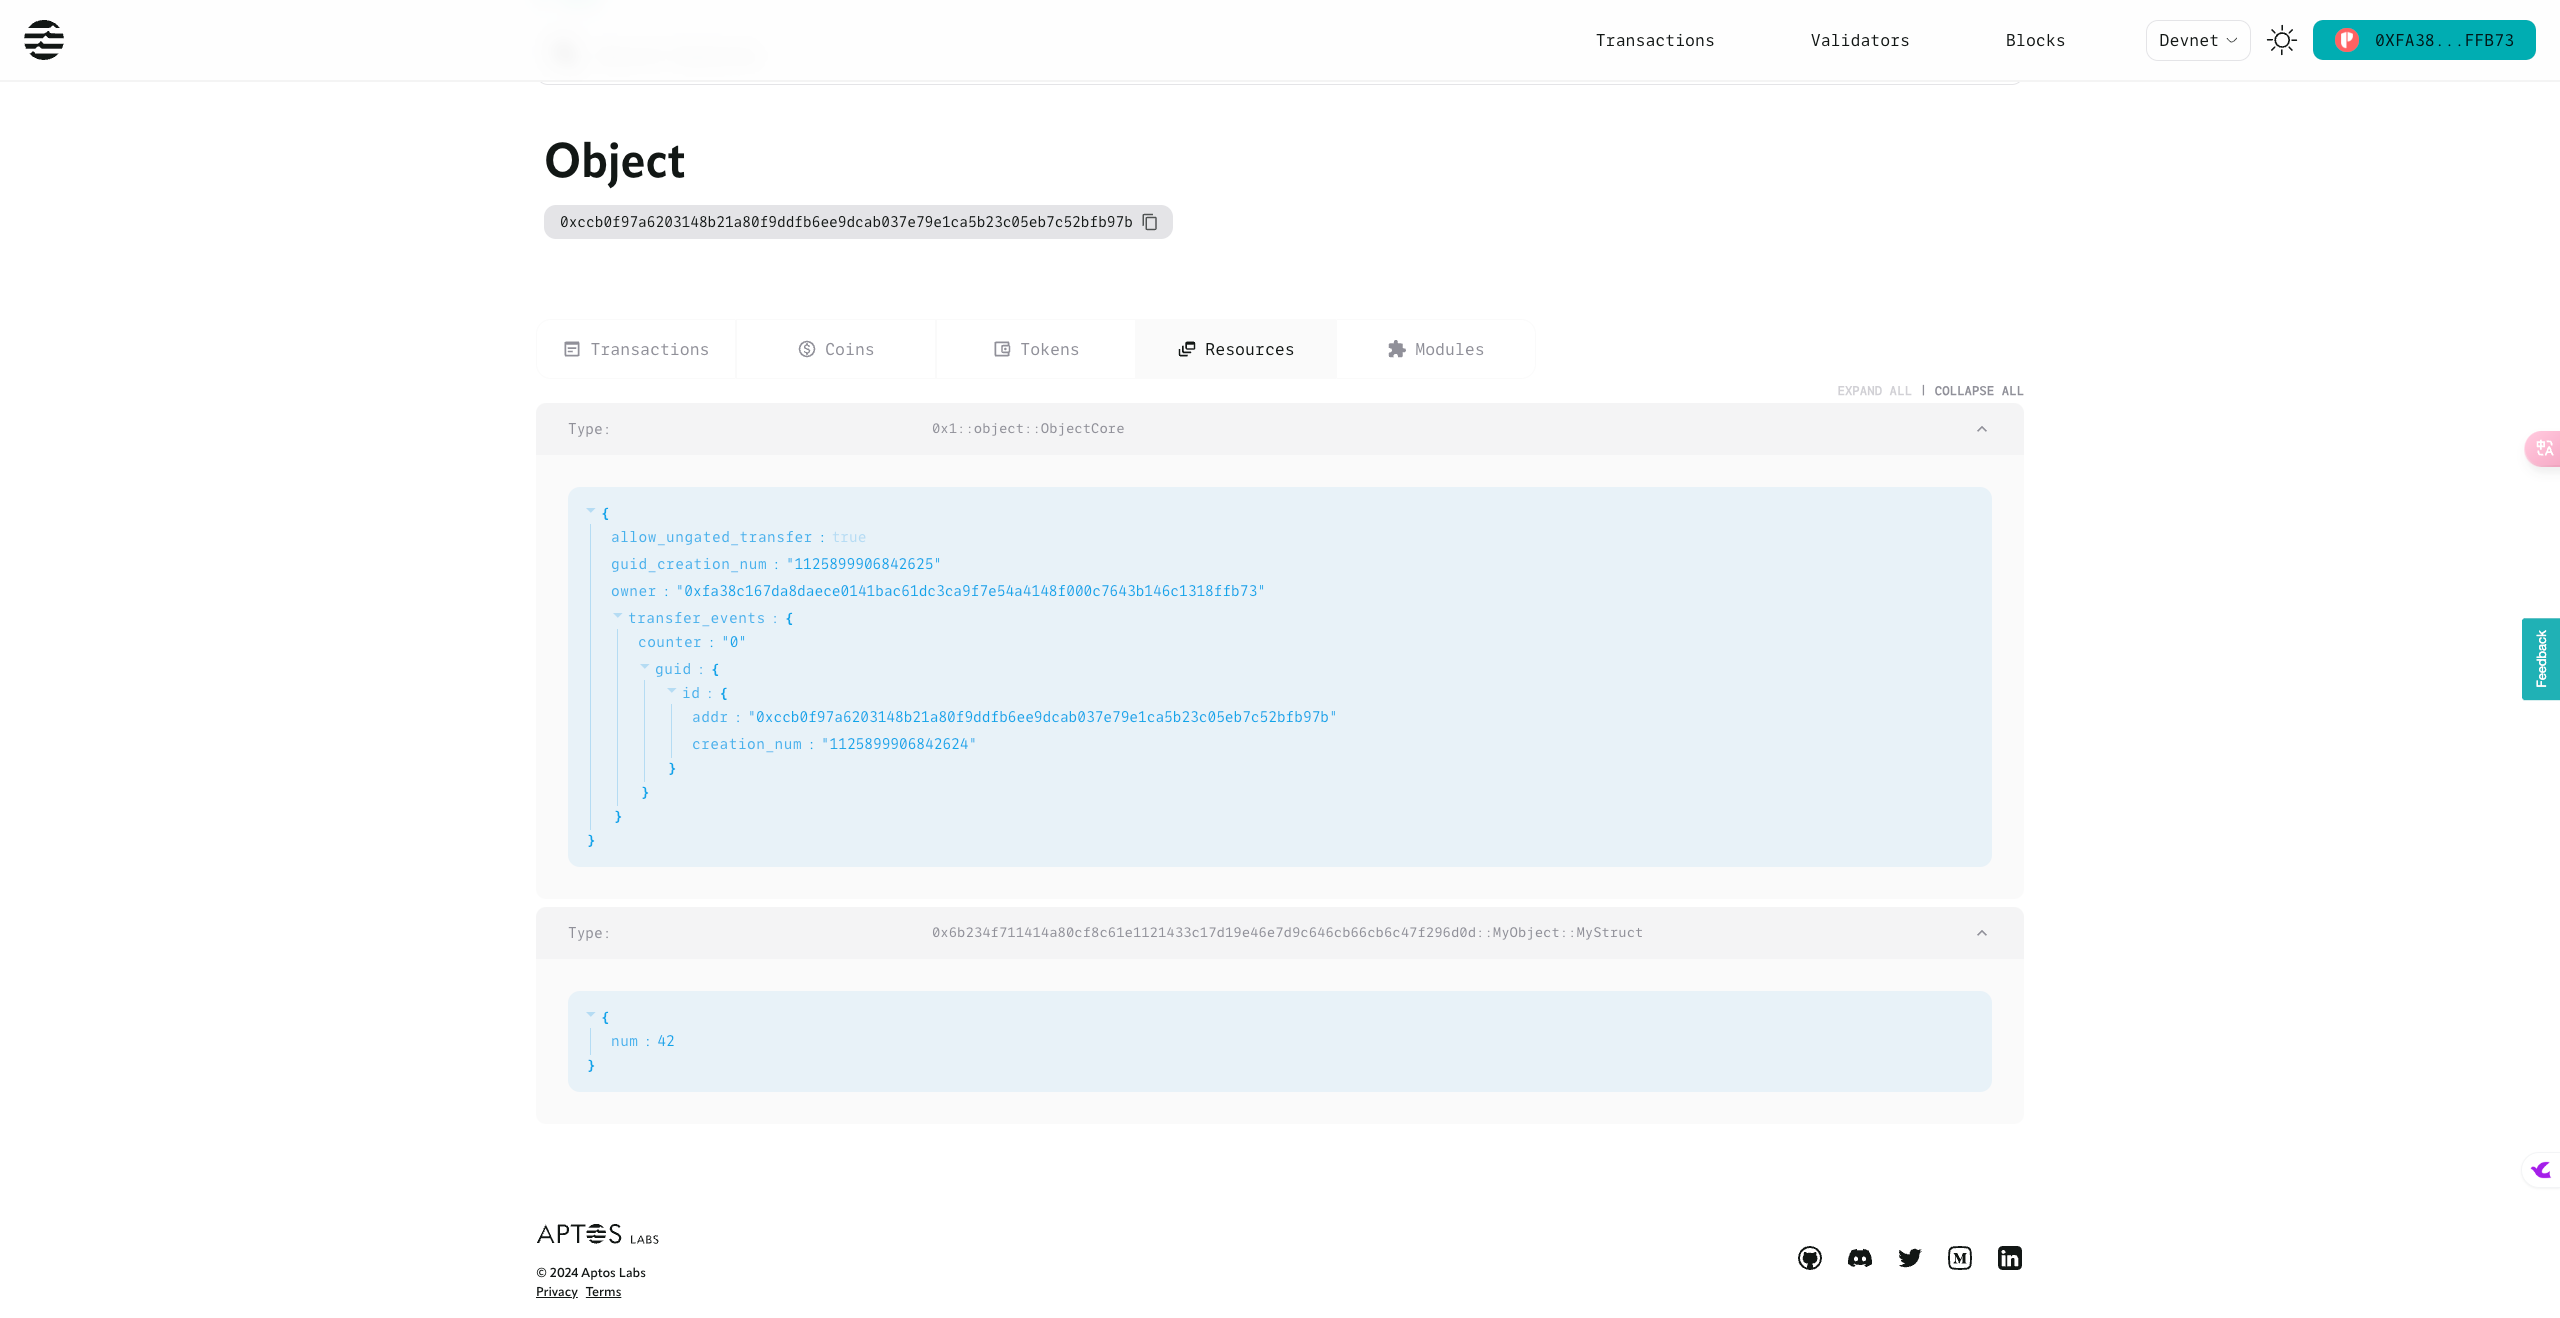 Transactions
Validators
Blocks
Devnet
0XFA38...FFB73
Object
0xccb0f97a6203148b21a80f9ddfb6ee9dcab037e79e1ca5b23c05eb7c52bfb97b
Transactions
Coins
Tokens
Resources
Modules
EXPAND ALL | COLLAPSE ALL
Type: 0x1::object::ObjectCore
{
allow_ungated_transfer : true
guid_creation_num : "1125899906842625"
owner : "0xfa38c167da8daece0141bac61dc3ca9f7e54a4148f000c7643b146c1318ffb73"
transfer_events : {
counter : "0"
guid : {
id : {
addr : "0xccb0f97a6203148b21a80f9ddfb6ee9dcab037e79e1ca5b23c05eb7c52bfb97b"
creation_num : "1125899906842624"
}
}
}
}
Type: 0x6b234f711414a80cf8c61e1121433c17d19e46e7d9c646cb66cb6c47f296d0d::MyObject::MyStruct
{
num : 42
}
Feedback
APTOS LABS
© 2024 Aptos Labs
Privacy Terms